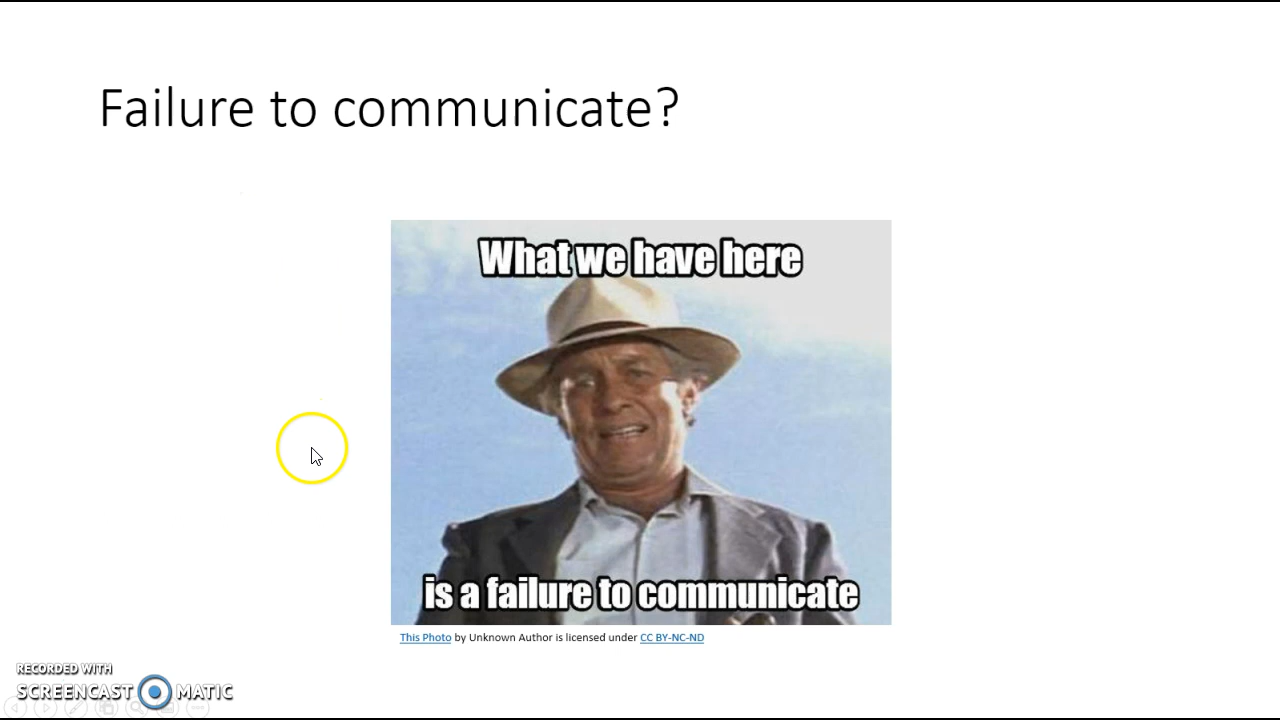 Failure to communicate?
What we have here
is a failure to communicate
This Photo by Unknown Author is licensed under CC BY-NC-ND
RECORDED WITH
SCREENCAST MATIC